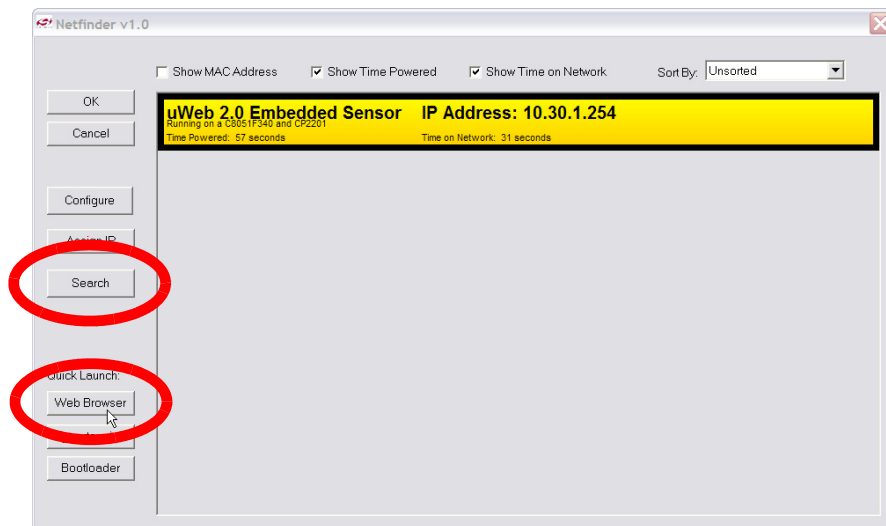 Netfinder v1.0
Show MAC Address Show Time Powered Show Time on Network Sort By: Unsorted
OK
Cancel
Configure
Assign IP
Search
Quick Launch:
Web Browser
Bootloader
uWeb 2.0 Embedded Sensor IP Address: 10.30.1.254
Running on a C8051F340 and CP2201
Time Powered: 57 seconds Time on Network: 31 seconds